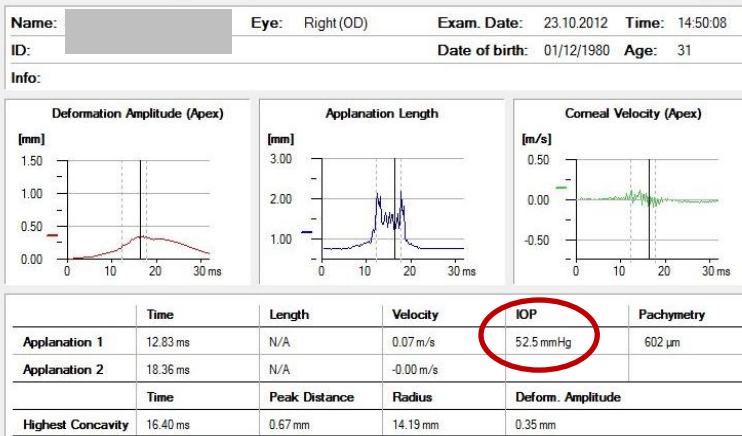 Name: Eye: Right (OD) Exam. Date: 23.10.2012 Time: 14:50:08
ID: Date of birth: 01/12/1980 Age: 31
Info:
Deformation Amplitude (Apex) Applanation Length Corneal Velocity (Apex)
[mm] [mm] [m/s]
1.50 3.00 0.50
1.00 2.00 0.00
0.50 1.00 -0.50
0.00
0 10 20 30 ms 0 10 20 30 ms 0 10 20 30 ms
Time Length Velocity IOP Pachymetry
Applanation 1 12.83 ms N/A 0.07 m/s 52.5 mmHg 602 µm
Applanation 2 18.36 ms N/A -0.00 m/s
Time Peak Distance Radius Deform. Amplitude
Highest Concavity 16.40 ms 0.67 mm 14.19 mm 0.35 mm